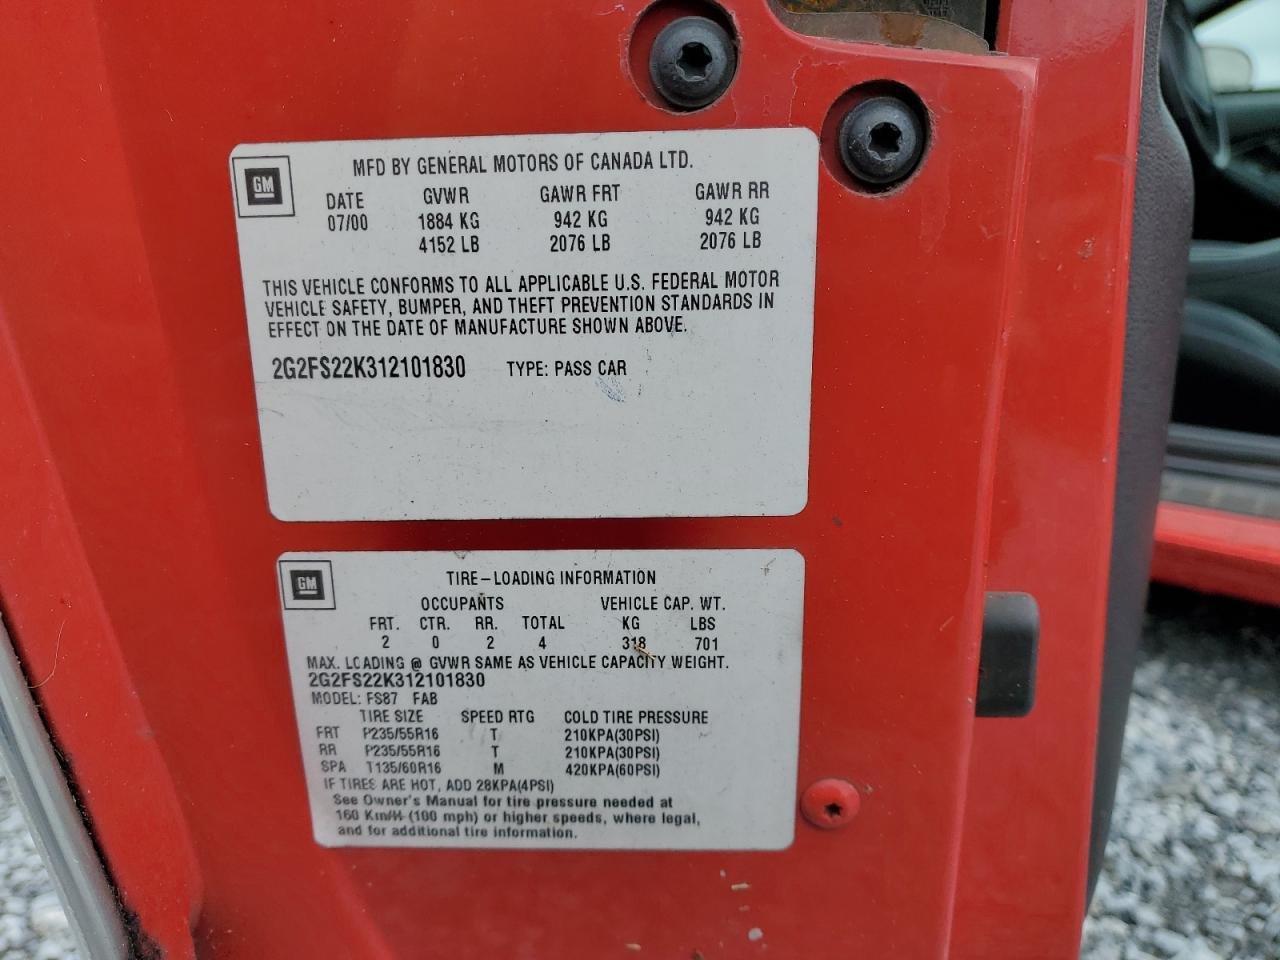 GM
MFD BY GENERAL MOTORS OF CANADA LTD.
DATE GVWR GAWR FRT GAWR RR
07/00 1884 KG 942 KG 942 KG
4152 LB 2076 LB 2076 LB
THIS VEHICLE CONFORMS TO ALL APPLICABLE U.S. FEDERAL MOTOR
VEHICLE SAFETY, BUMPER, AND THEFT PREVENTION STANDARDS IN
EFFECT ON THE DATE OF MANUFACTURE SHOWN ABOVE.
2G2FS22K312101830 TYPE: PASS CAR
GM
TIRE-LOADING INFORMATION
OCCUPANTS VEHICLE CAP. WT.
FRT. CTR. RR. TOTAL KG LBS
2 0 2 4 318 701
MAX. LOADING @ GVWR SAME AS VEHICLE CAPACITY WEIGHT.
2G2FS22K312101830
MODEL: FS87 FAB
TIRE SIZE SPEED RTG COLD TIRE PRESSURE
FRT P235/55R16 T 210KPA(30PSI)
RR P235/55R16 T 210KPA(30PSI)
SPA T135/60R16 M 420KPA(60PSI)
IF TIRES ARE HOT, ADD 28KPA(4PSI)
See Owner's Manual for tire pressure needed at
160 Km/H (100 mph) or higher speeds, where legal,
and for additional tire information.